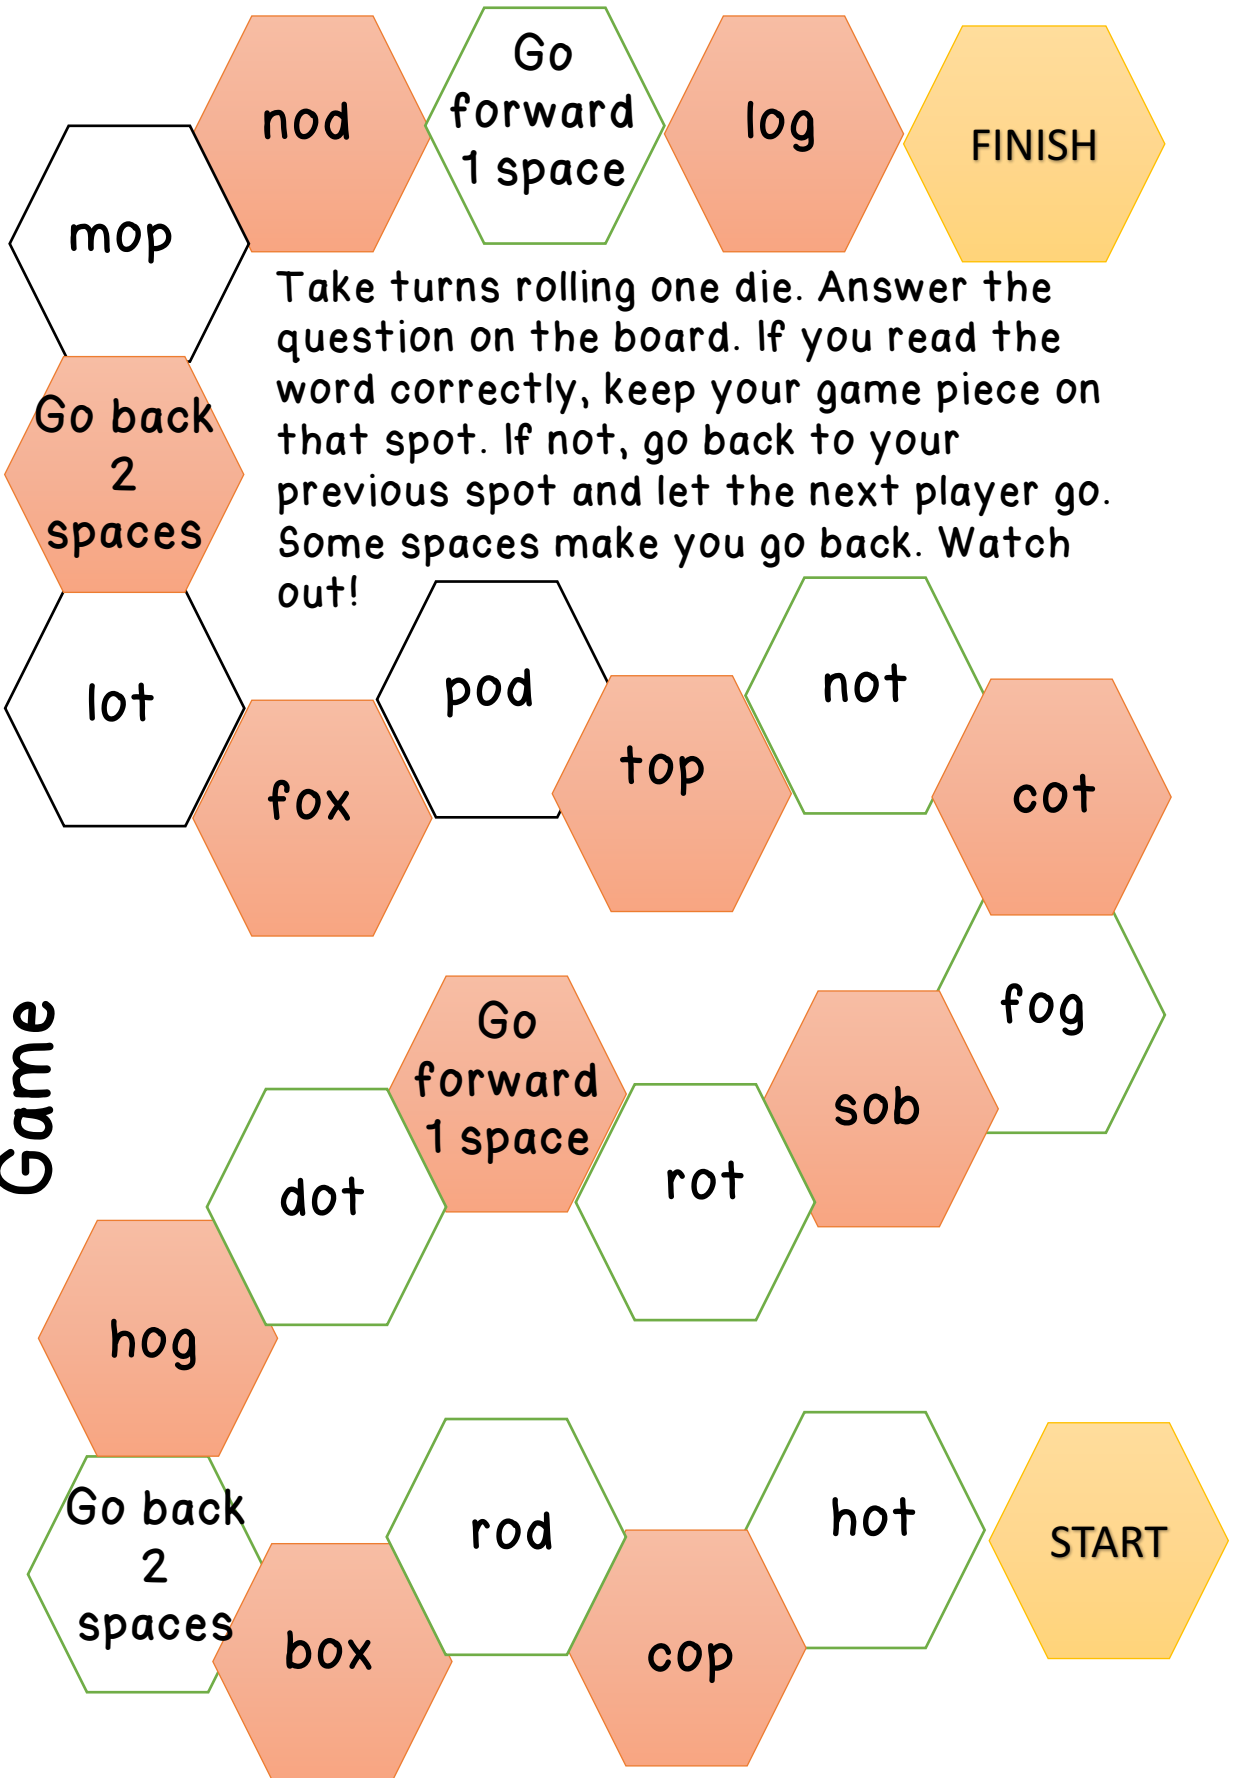 nod
Go
forward
1 space
log
FINISH
mop
Take turns rolling one die. Answer the
question on the board. If you read the
word correctly, keep your game piece on
that spot. If not, go back to your
previous spot and let the next player go.
Some spaces make you go back. Watch
out!
Go back
2
spaces
lot
fox
pod
top
not
cot
fog
sob
rot
Go
forward
1 space
dot
Game
hog
Go back
2
spaces
box
rod
cop
hot
START